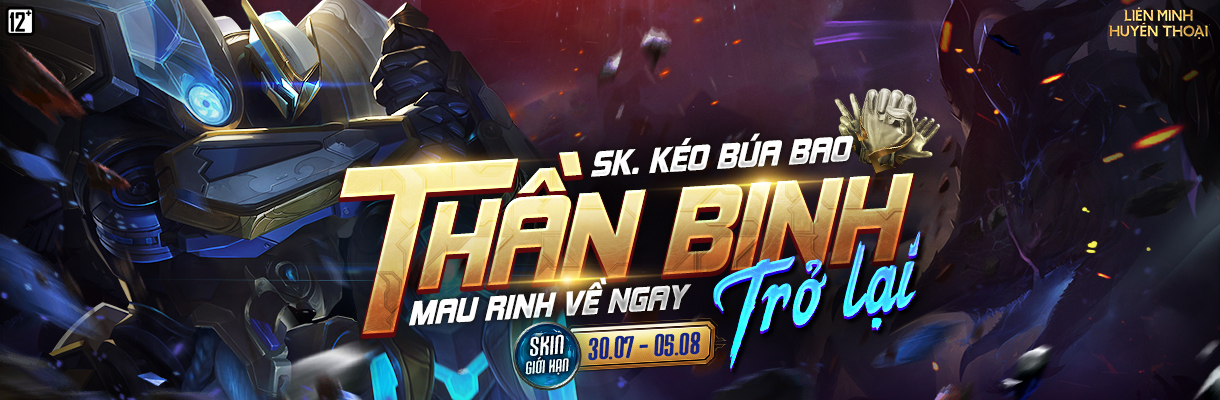 12+
LIÊN MINH
HUYỀN THOẠI
SK. KÉO BÚA BAO
THẦN BINH
MAU RINH VỀ NGAY
Trở lại
SKIN
GIỚI HẠN
30.07 - 05.08